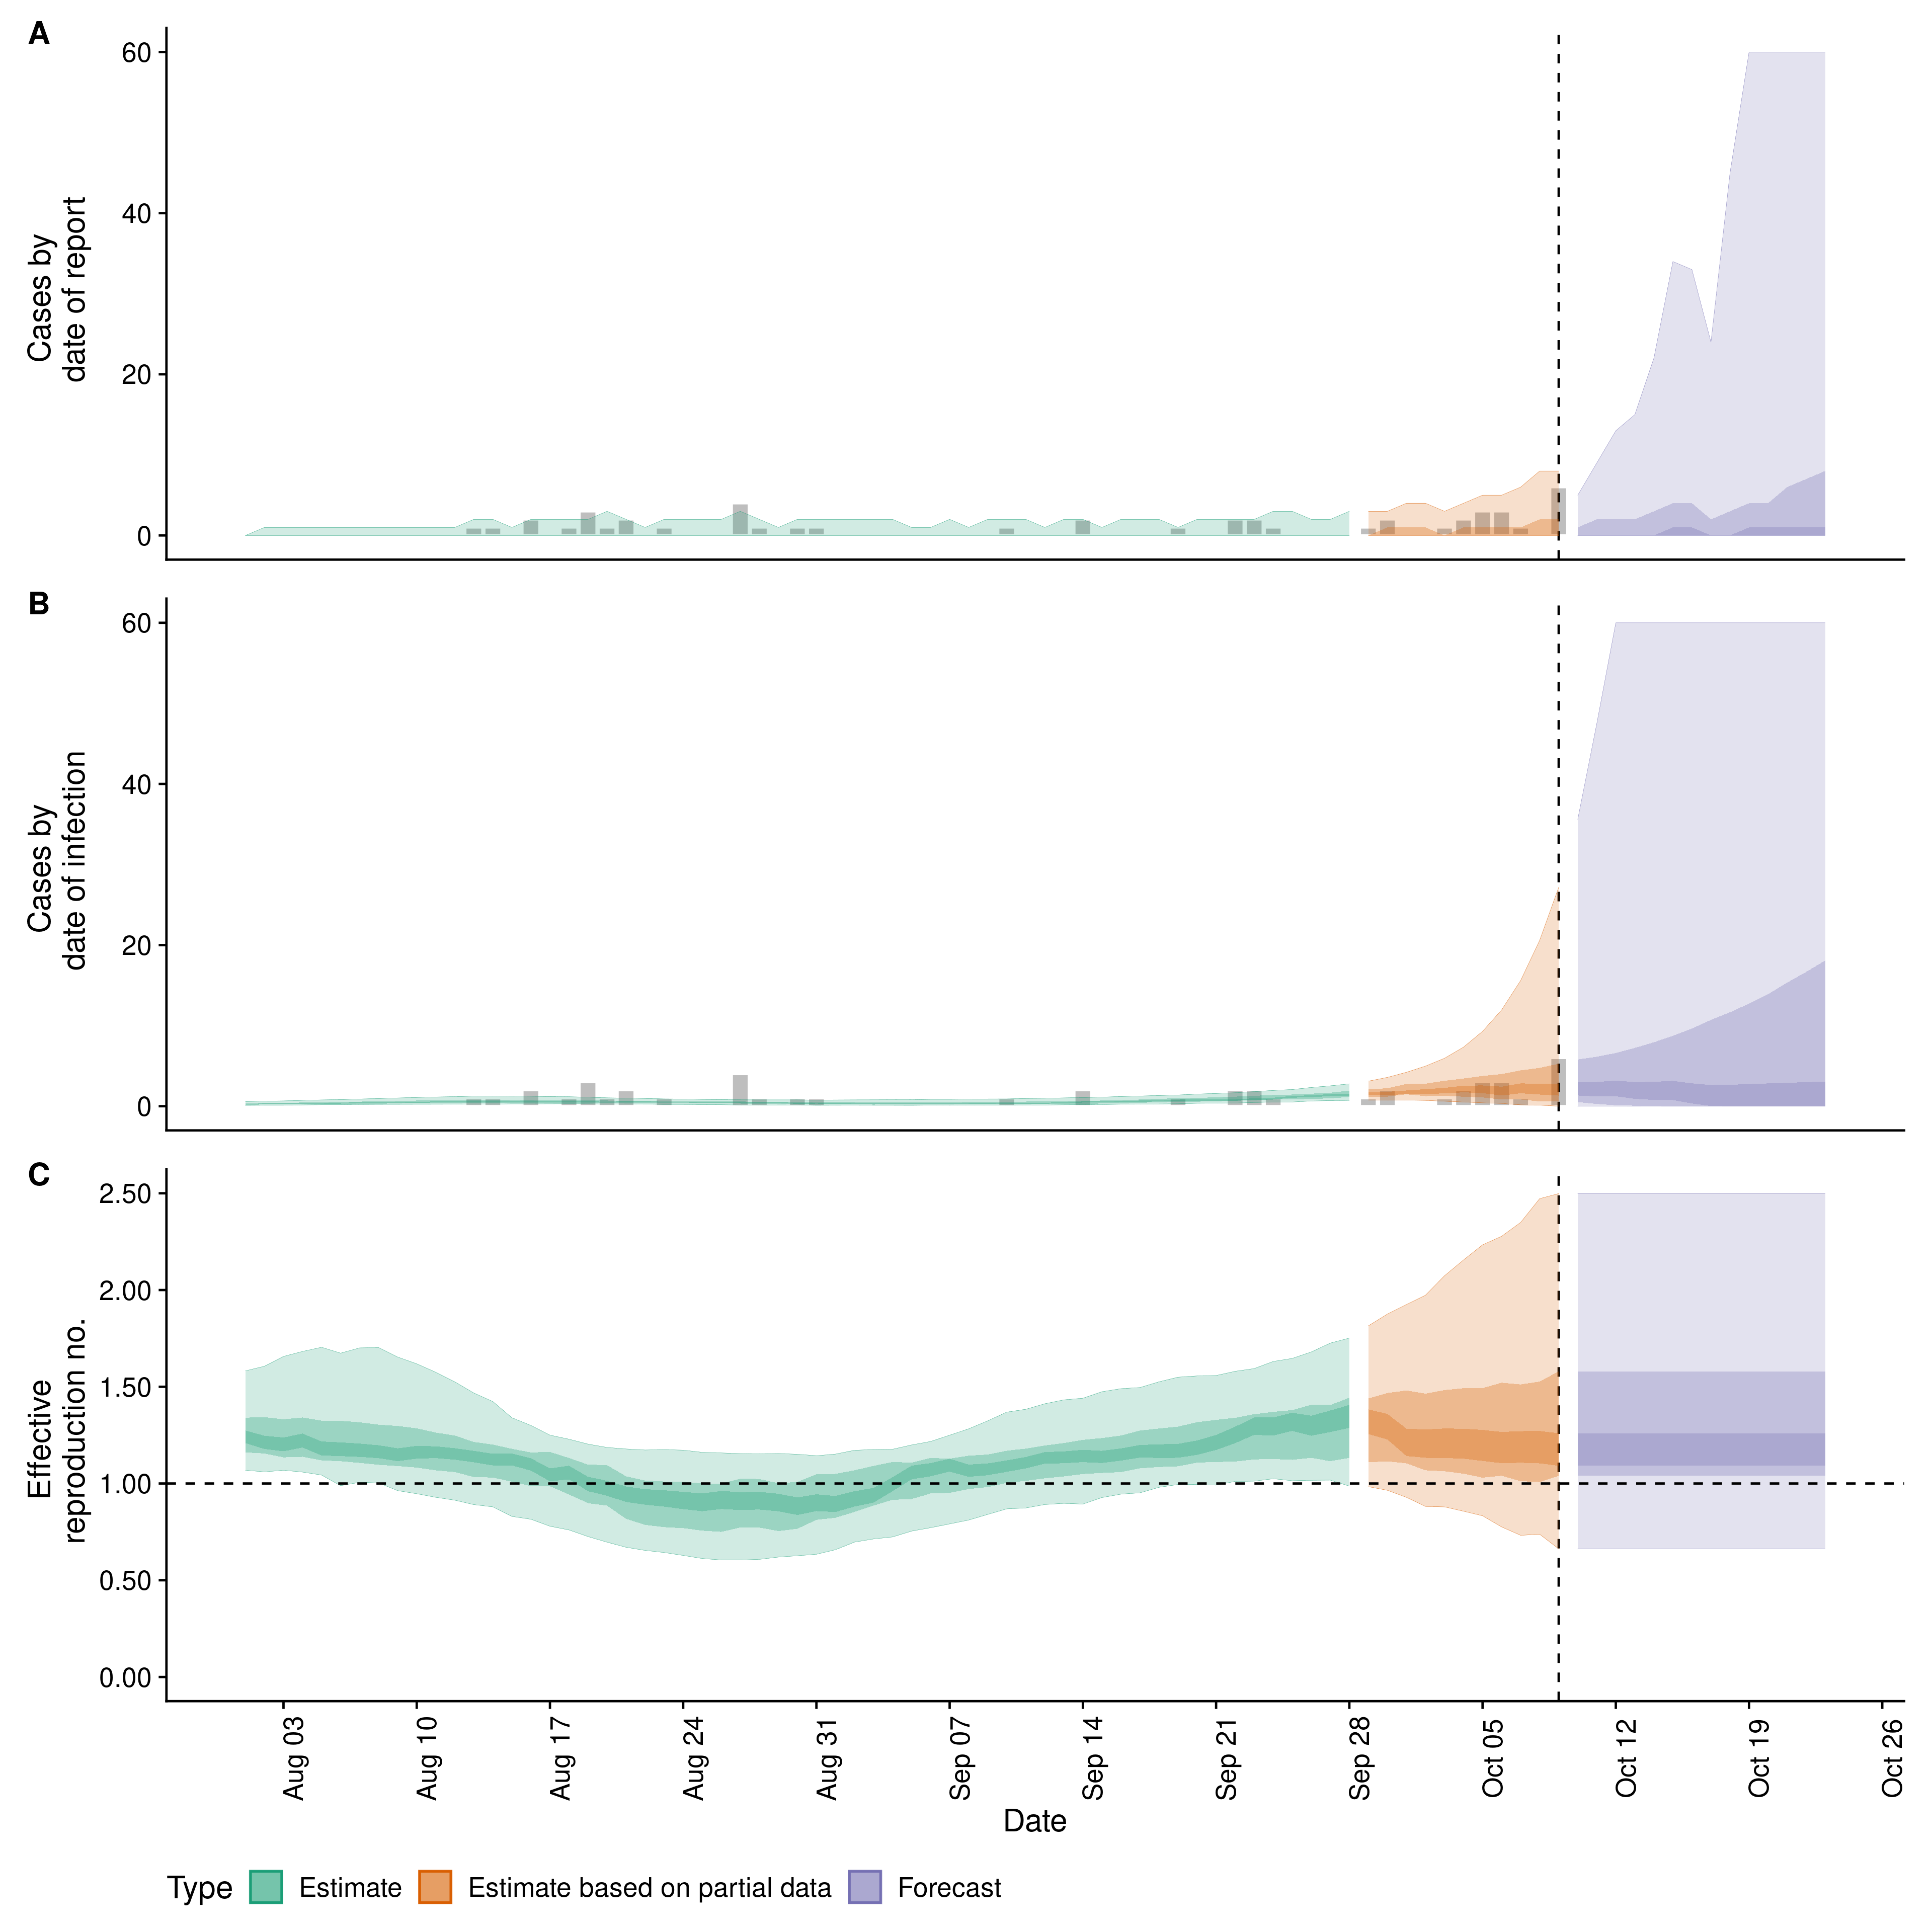 A
60
40
20
0
Cases by
date of report
B
60
40
20
0
Cases by
date of infection
C
2.50
2.00
1.50
1.00
0.50
0.00
Effective
reproduction no.
Aug 03
Aug 10
Aug 17
Aug 24
Aug 31
Sep 07
Sep 14
Sep 21
Sep 28
Oct 05
Oct 12
Oct 19
Oct 26
Date
Type Estimate Estimate based on partial data Forecast